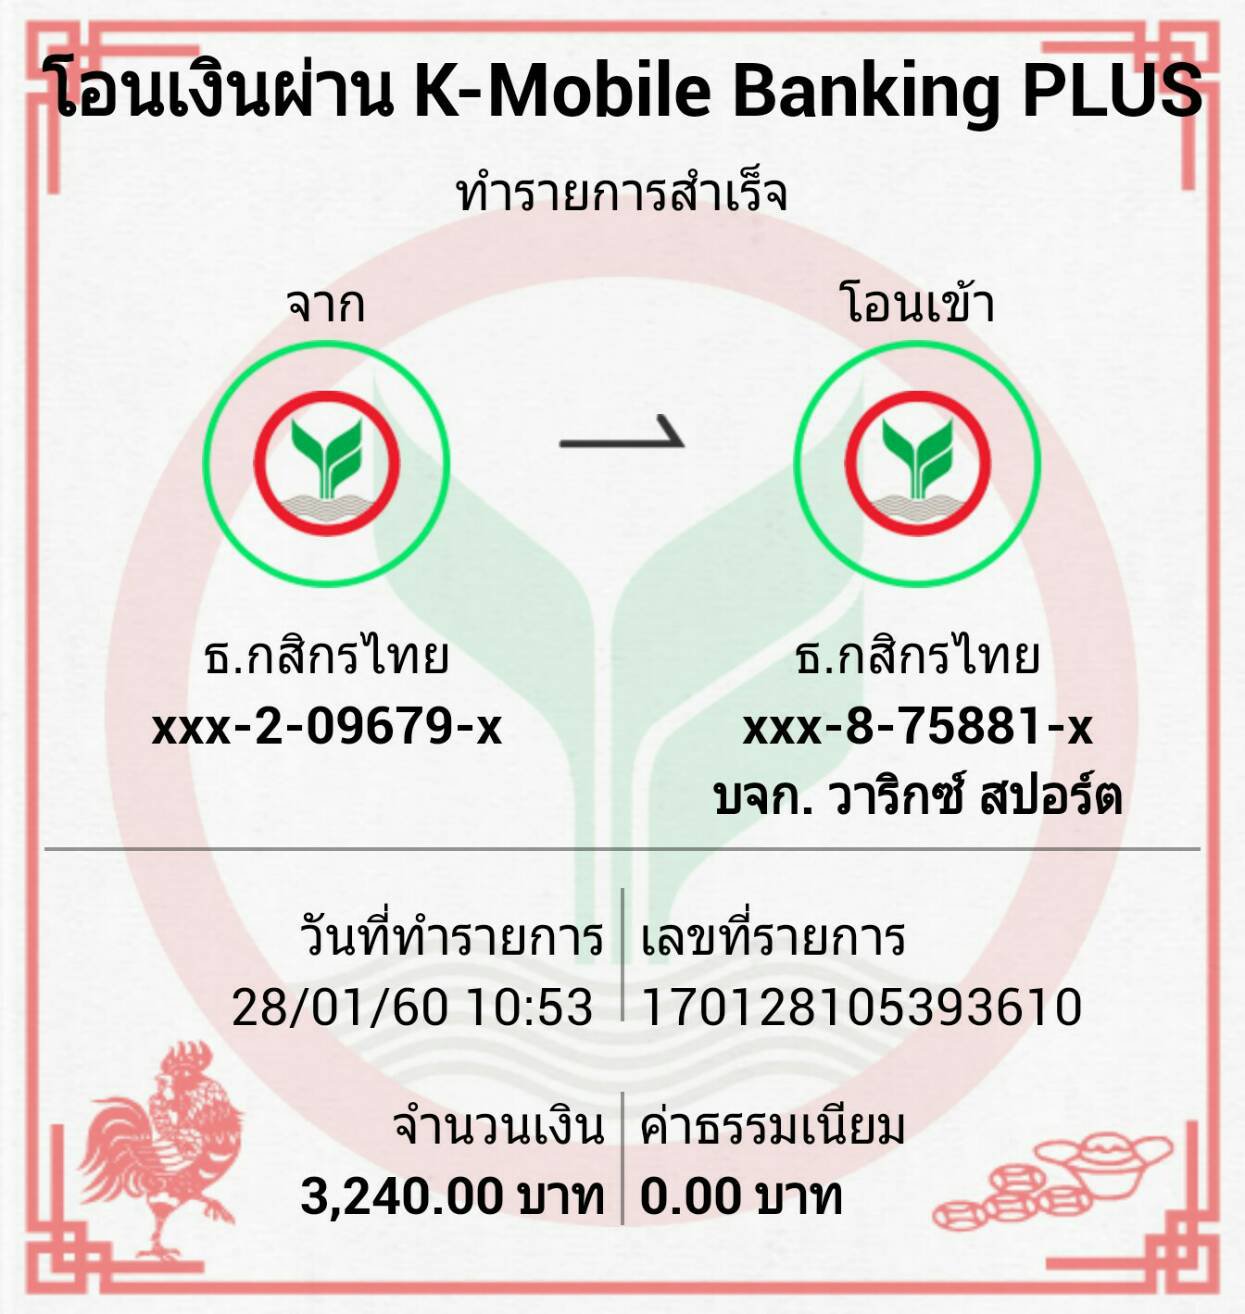 โอนเงินผ่าน K-Mobile Banking PLUS
ทำรายการสำเร็จ
จาก
โอนเข้า
ธ.กสิกรไทย
xxx-2-09679-x
ธ.กสิกรไทย
xxx-8-75881-x
บจก. วาริกซ์ สปอร์ต
วันที่ทำรายการ
28/01/60 10:53
เลขที่รายการ
170128105393610
จำนวนเงิน
3,240.00 บาท
ค่าธรรมเนียม
0.00 บาท